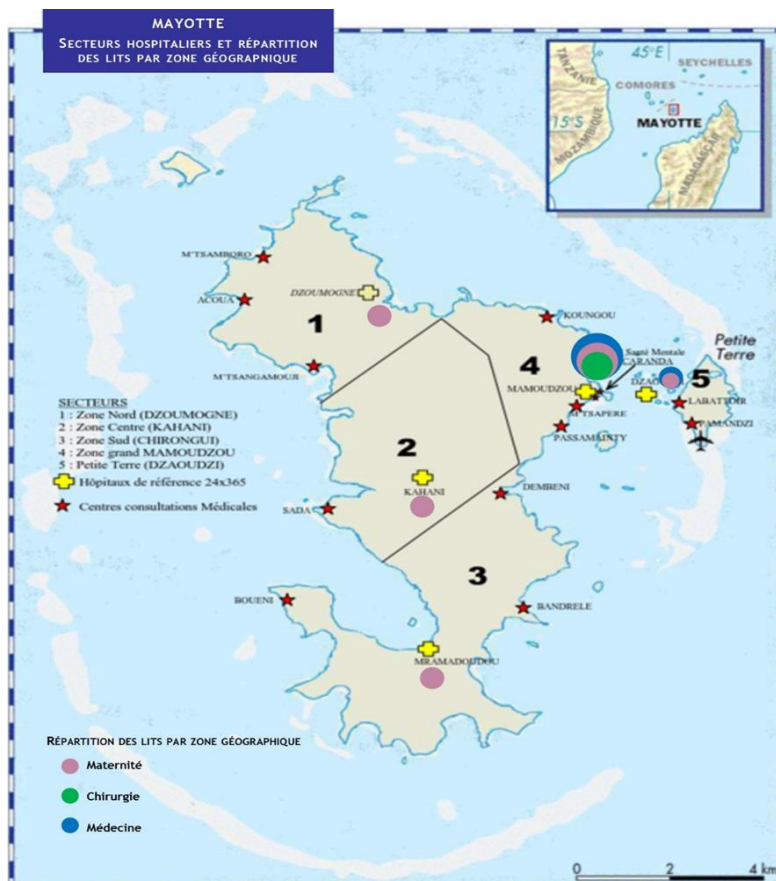 MAYOTTE
SECTEURS HOSPITALIERS ET RÉPARTITION
DES LITS PAR ZONE GÉOGRAPNIQUE
45°E
TANZANIE
SEYCHELLES
COMORES
15°S
MAYOTTE
MOZAMBIQUE
MADAGASCAR
M'TSAMBORO
ACOUA
DZOUMOGNE
1
M'TSANGAMOUJI
KOUNGOU
4
Santé Mentale
CARANDA
MAMOUDZOU
M'TSAPERE
PASSAMAINTY
Petite
Terre
DZAO
5
LABATTOIR
PAMANDZI
SECTEURS
1 : Zone Nord (DZOUMOGNE)
2 : Zone Centre (KAHANI)
3 : Zone Sud (CHIRONGUI)
4 : Zone grand MAMOUDZOU
5 : Petite Terre (DZAOUDZI)
Hôpitaux de référence 24x365
Centres consultations Médicales
2
KAHANI
SADA
DEMBENI
3
BOUENI
BANDRELE
MRAMADOUDOU
RÉPARTITION DES LITS PAR ZONE GÉOGRAPHIQUE
Maternité
Chirurgie
Médecine
0 2 4 km